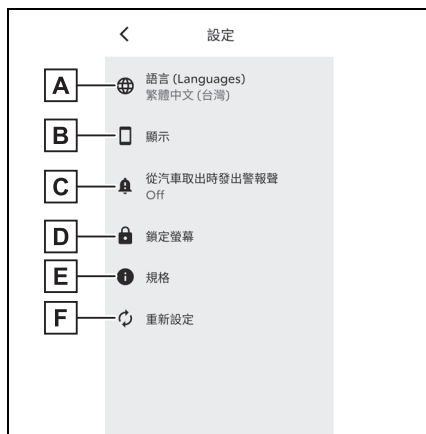 設定
A
語言 (Languages)
繁體中文 (台灣)
B
顯示
C
從汽車取出時發出警報聲
Off
D
鎖定螢幕
E
規格
F
重新設定